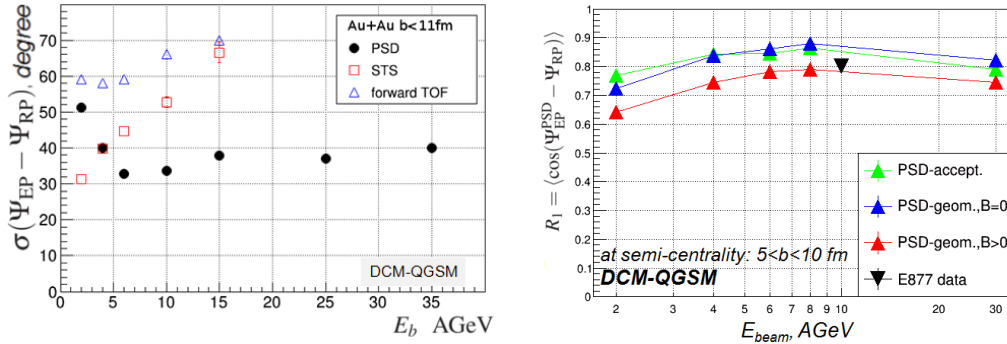 σ(Ψ_EP − Ψ_RP), degree
80
70
60
50
40
30
20
10
0
Au+Au b<11fm
PSD
STS
forward TOF
DCM-QGSM
0 5 10 15 20 25 30 35
E_b AGeV
R_1 = ⟨cos(Ψ_EP^PSD − Ψ_RP)⟩
1
0.9
0.8
0.7
0.6
0.5
0.4
0.3
0.2
0.1
0
PSD-accept.
PSD-geom.,B=0
PSD-geom.,B>0
E877 data
at semi-centrality: 5<b<10 fm
DCM-QGSM
2 3 4 5 6 7 8 9 10 20 30
E_beam, AGeV